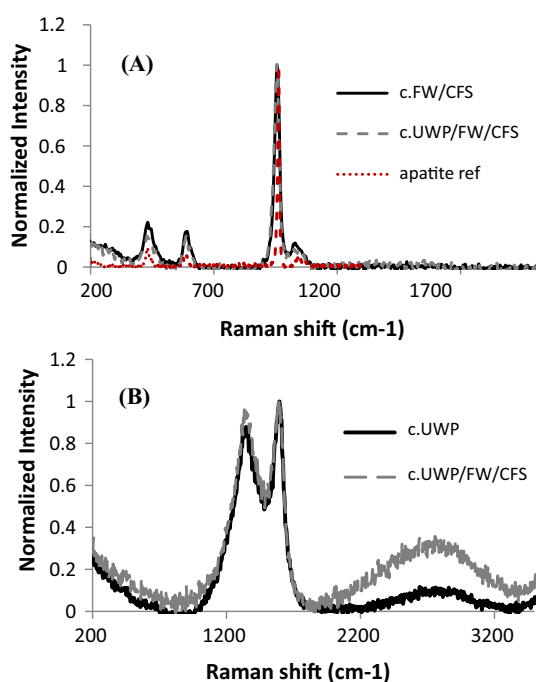 1.2
1
0.8
0.6
0.4
0.2
0
Normalized Intensity
(A)
c.FW/CFS
c.UWP/FW/CFS
apatite ref
200 700 1200 1700
Raman shift (cm-1)
1.2
1
0.8
0.6
0.4
0.2
0
Normalized Intensity
(B)
c.UWP
c.UWP/FW/CFS
200 1200 2200 3200
Raman shift (cm-1)